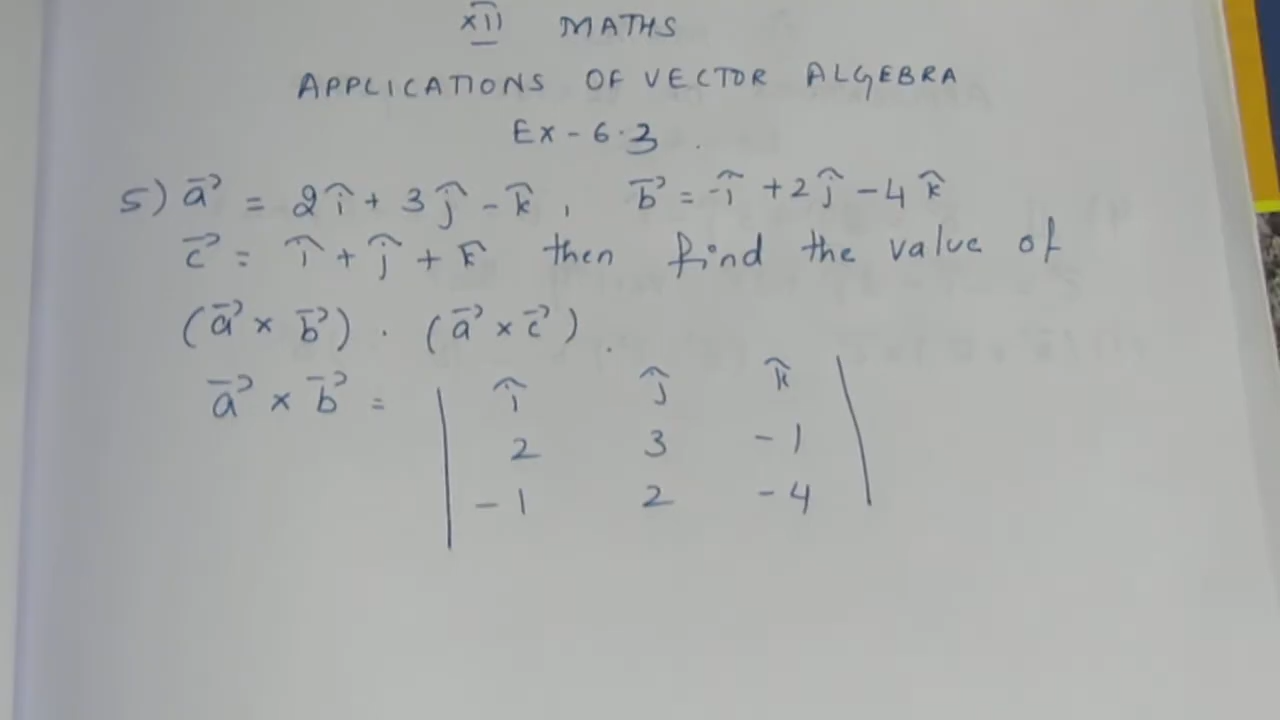 XII MATHS
APPLICATIONS OF VECTOR ALGEBRA
Ex - 6.3.
5) a⃗ = 2î + 3ĵ - k̂, b⃗ = -î + 2ĵ - 4k̂
c⃗ = î + ĵ + k̂ then find the value of
(a⃗ × b⃗) . (a⃗ × c⃗).
a⃗ × b⃗ = | î ĵ k̂ |
2 3 -1
-1 2 -4